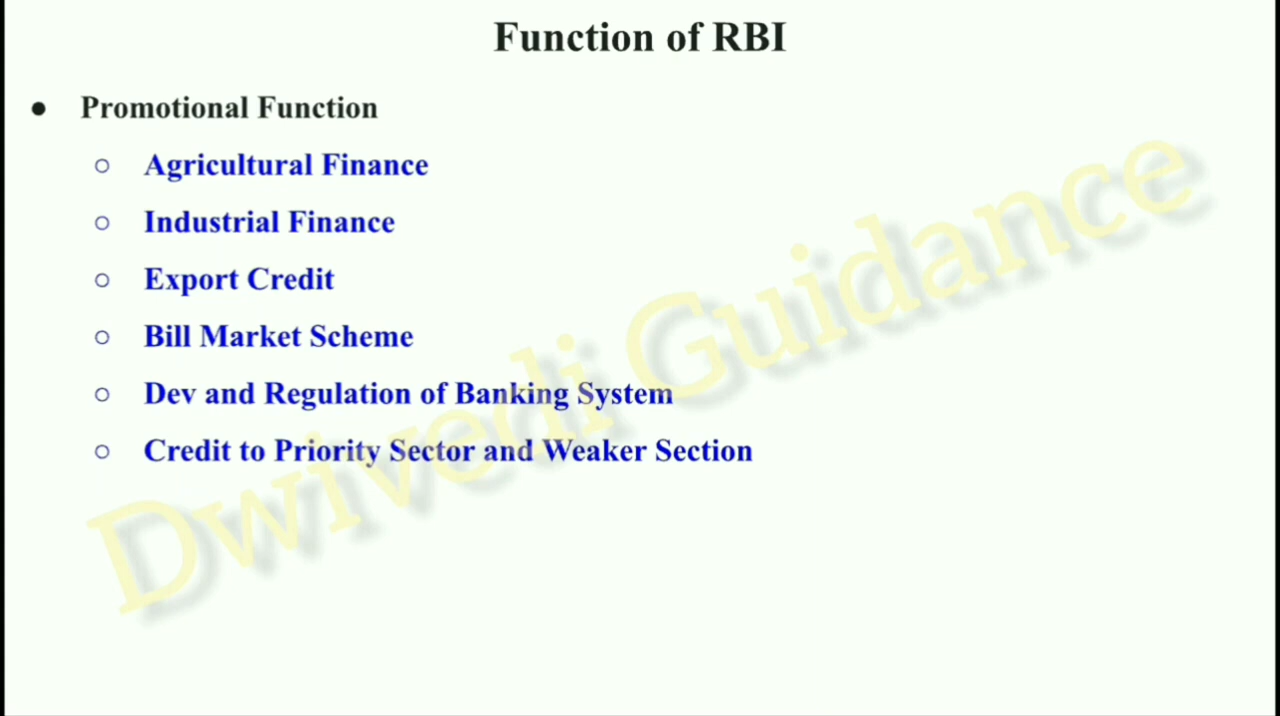 Function of RBI
● Promotional Function
○ Agricultural Finance
○ Industrial Finance
○ Export Credit
○ Bill Market Scheme
○ Dev and Regulation of Banking System
○ Credit to Priority Sector and Weaker Section
Dwivedi Guidance